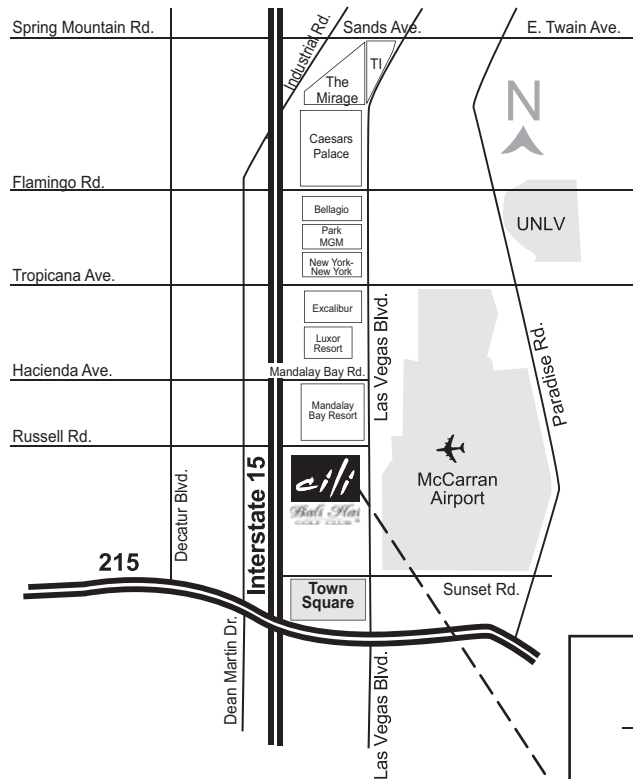 Spring Mountain Rd.
Industrial Rd.
Sands Ave.
E. Twain Ave.
TI
The
Mirage
N
Caesars
Palace
Flamingo Rd.
Bellagio
UNLV
Park
MGM
New York-
New York
Tropicana Ave.
Excalibur
Las Vegas Blvd.
Luxor
Resort
Paradise Rd.
Hacienda Ave.
Mandalay Bay Rd.
Mandalay
Bay Resort
Russell Rd.
McCarran
Airport
Decatur Blvd.
Interstate 15
cili
Bali Hai
GOLF CLUB
215
Town
Square
Sunset Rd.
Dean Martin Dr.
Las Vegas Blvd.